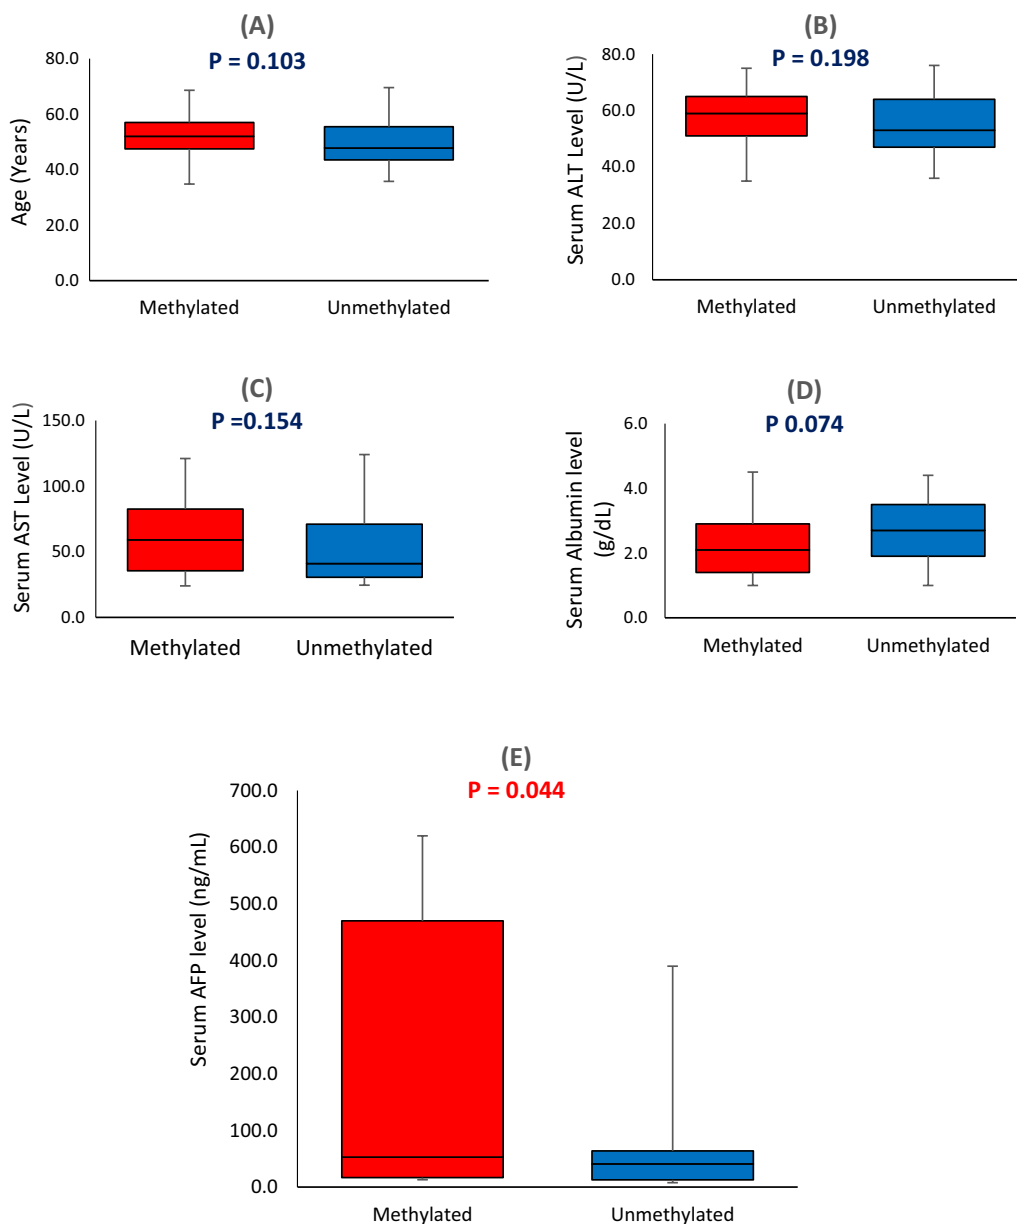 (A)
P = 0.103
Age (Years)
80.0
60.0
40.0
20.0
0.0
Methylated
Unmethylated
(B)
P = 0.198
Serum ALT Level (U/L)
80.0
60.0
40.0
20.0
0.0
Methylated
Unmethylated
(C)
P =0.154
Serum AST Level (U/L)
150.0
100.0
50.0
0.0
Methylated
Unmethylated
(D)
P 0.074
Serum Albumin level
(g/dL)
6.0
4.0
2.0
0.0
Methylated
Unmethylated
(E)
P = 0.044
Serum AFP level (ng/mL)
700.0
600.0
500.0
400.0
300.0
200.0
100.0
0.0
Methylated
Unmethylated